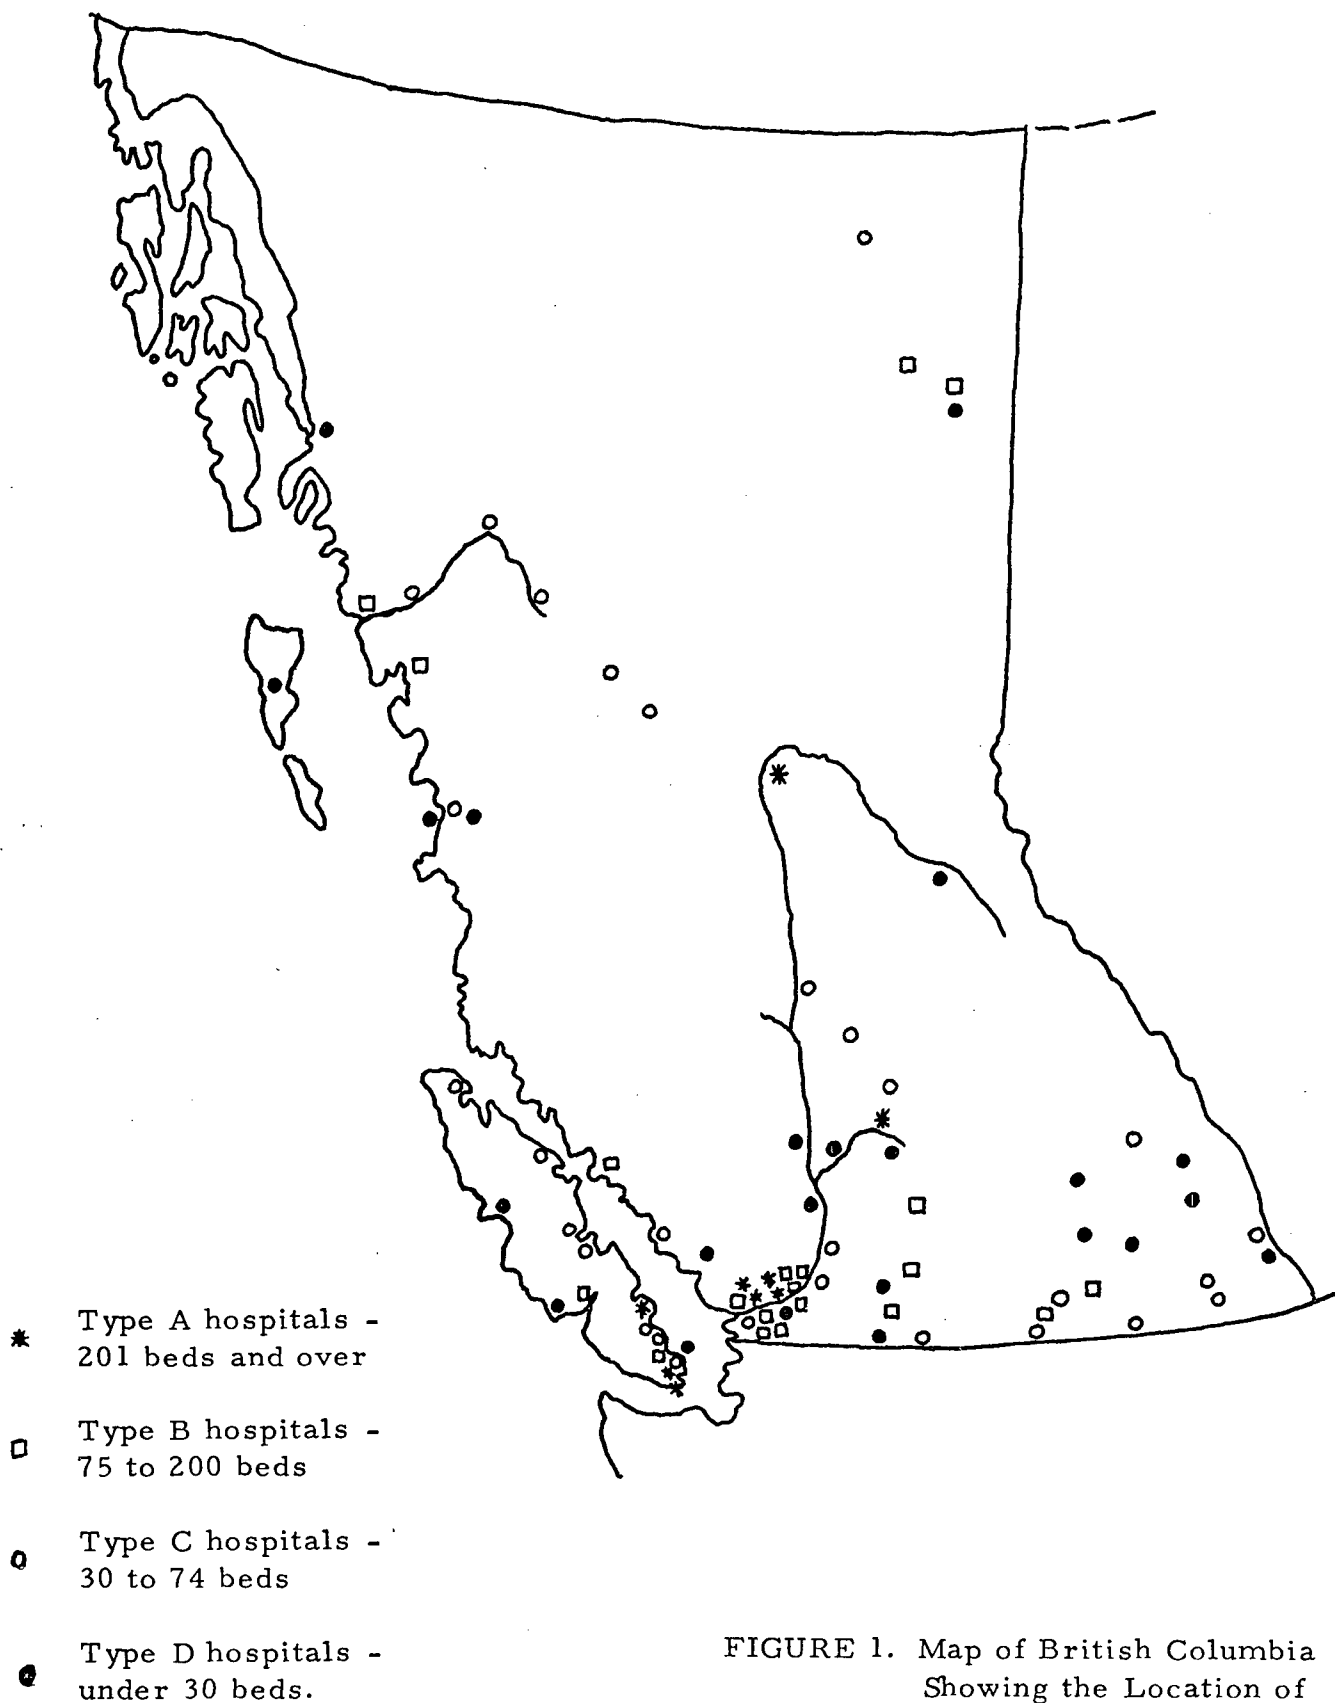 Type A hospitals -
201 beds and over
Type B hospitals -
75 to 200 beds
Type C hospitals -
30 to 74 beds
Type D hospitals -
under 30 beds.
FIGURE 1. Map of British Columbia
Showing the Location of